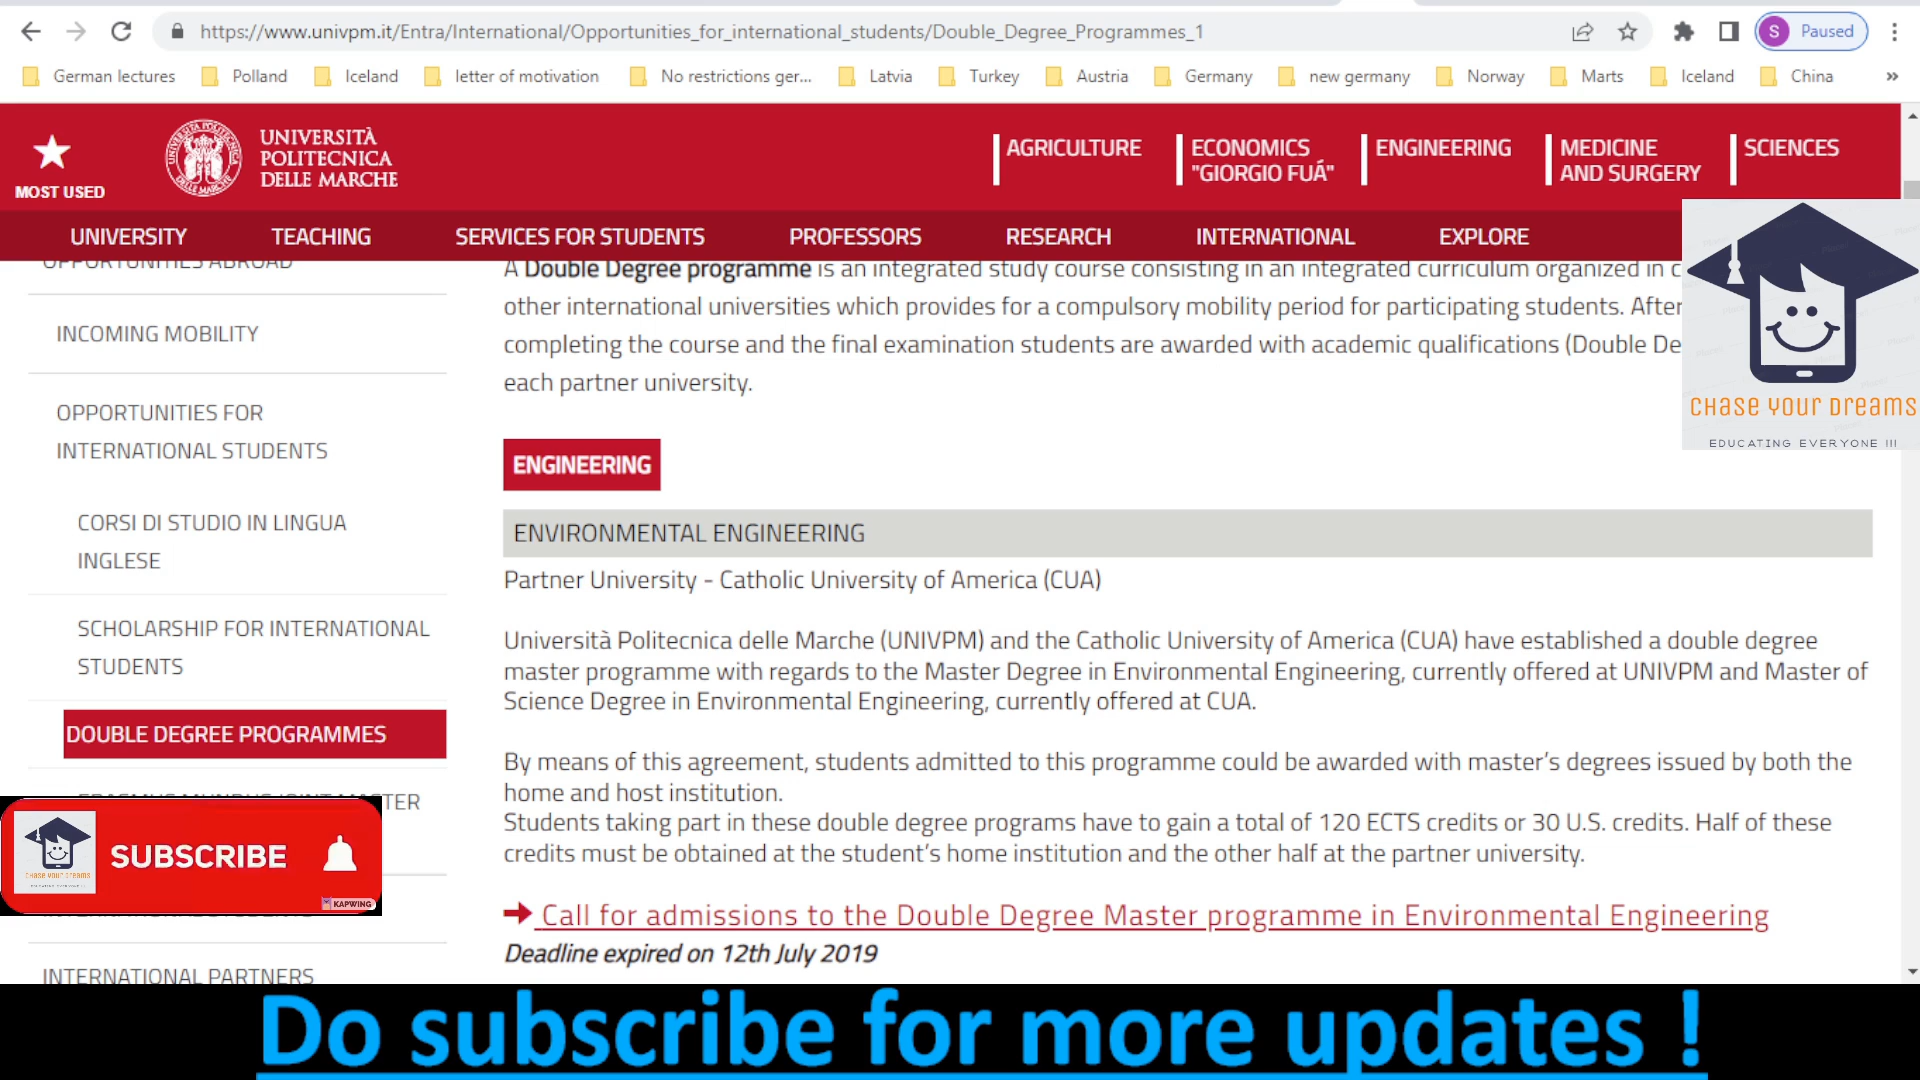 https://www.univpm.it/Entra/International/Opportunities_for_international_students/Double_Degree_Programmes_1
S Paused
German lectures Polland Iceland letter of motivation No restrictions ger... Latvia Turkey Austria Germany new germany Norway Marts Iceland China »
MOST USED
UNIVERSITÀ
POLITECNICA
DELLE MARCHE
AGRICULTURE
ECONOMICS
"GIORGIO FUÁ"
ENGINEERING
MEDICINE
AND SURGERY
SCIENCES
UNIVERSITY TEACHING SERVICES FOR STUDENTS PROFESSORS RESEARCH INTERNATIONAL EXPLORE
OPPORTUNITIES ABROAD
INCOMING MOBILITY
OPPORTUNITIES FOR
INTERNATIONAL STUDENTS
CORSI DI STUDIO IN LINGUA
INGLESE
SCHOLARSHIP FOR INTERNATIONAL
STUDENTS
DOUBLE DEGREE PROGRAMMES
ERASMUS MUNDUS JOINT MASTER
INTERNATIONAL PARTNERS
A Double Degree programme is an integrated study course consisting in an integrated curriculum organized in c
other international universities which provides for a compulsory mobility period for participating students. After
completing the course and the final examination students are awarded with academic qualifications (Double De
each partner university.
ENGINEERING
ENVIRONMENTAL ENGINEERING
Partner University - Catholic University of America (CUA)
Università Politecnica delle Marche (UNIVPM) and the Catholic University of America (CUA) have established a double degree
master programme with regards to the Master Degree in Environmental Engineering, currently offered at UNIVPM and Master of
Science Degree in Environmental Engineering, currently offered at CUA.
By means of this agreement, students admitted to this programme could be awarded with master's degrees issued by both the
home and host institution.
Students taking part in these double degree programs have to gain a total of 120 ECTS credits or 30 U.S. credits. Half of these
credits must be obtained at the student's home institution and the other half at the partner university.
Call for admissions to the Double Degree Master programme in Environmental Engineering
Deadline expired on 12th July 2019
CHASE YOUR DREAMS
EDUCATING EVERYONE !!!
CHASE YOUR DREAMS
SUBSCRIBE
KAPWING
Do subscribe for more updates !